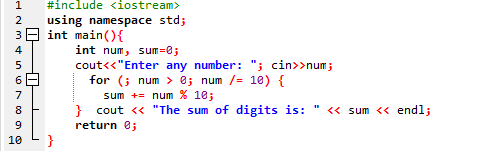 1 #include <iostream>
2 using namespace std;
3 int main(){
4 int num, sum=0;
5 cout<<"Enter any number: "; cin>>num;
6 for (; num > 0; num /= 10) {
7 sum += num % 10;
8 } cout << "The sum of digits is: " << sum << endl;
9 return 0;
10 }